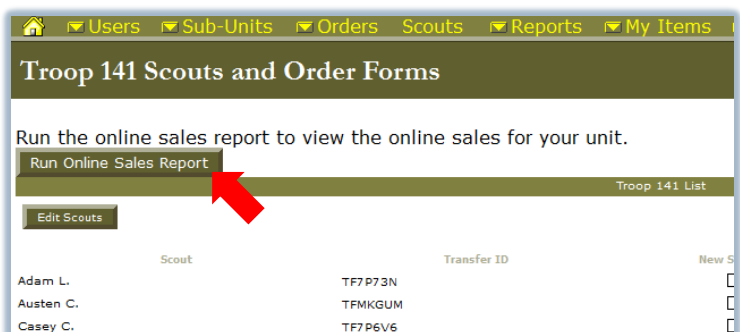 Users Sub-Units Orders Scouts Reports My Items
Troop 141 Scouts and Order Forms
Run the online sales report to view the online sales for your unit.
Run Online Sales Report
Troop 141 List
Edit Scouts
Scout Transfer ID New S
Adam L. TF7P73N
Austen C. TFMKGUM
Casey C. TF7P6V6